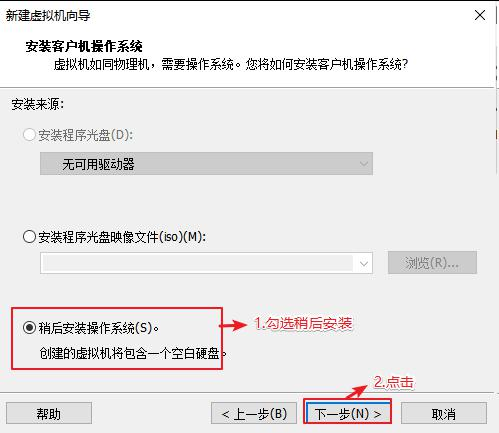 新建虚拟机向导
安装客户机操作系统
虚拟机如同物理机，需要操作系统。您将如何安装客户机操作系统?
安装来源:
安装程序光盘(D):
无可用驱动器
安装程序光盘映像文件(iso)(M):
浏览(R)...
稍后安装操作系统(S)。
1.勾选稍后安装
创建的虚拟机将包含一个空白硬盘。
2.点击
帮助
< 上一步(B)
下一步(N) >
取消